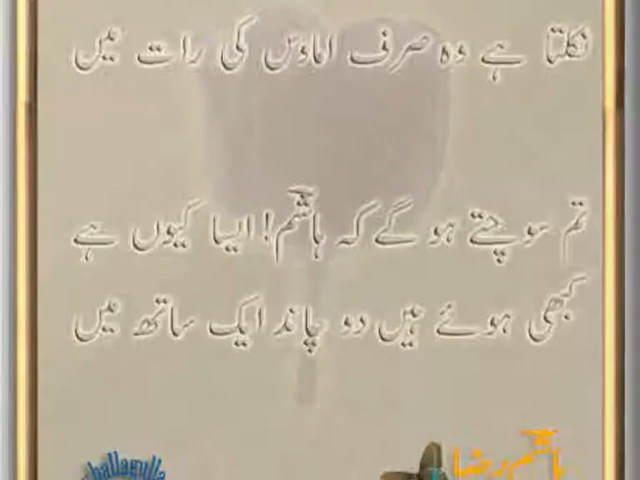 نکلتا ہے وہ صرف اماوس کی رات میں
تم سوچتے ہو گے کہ ہاشم! ایسا کیوں ہے
کبھی ہوئے ہیں دو چاند ایک ساتھ میں
ہاشم رضا
hallagulla